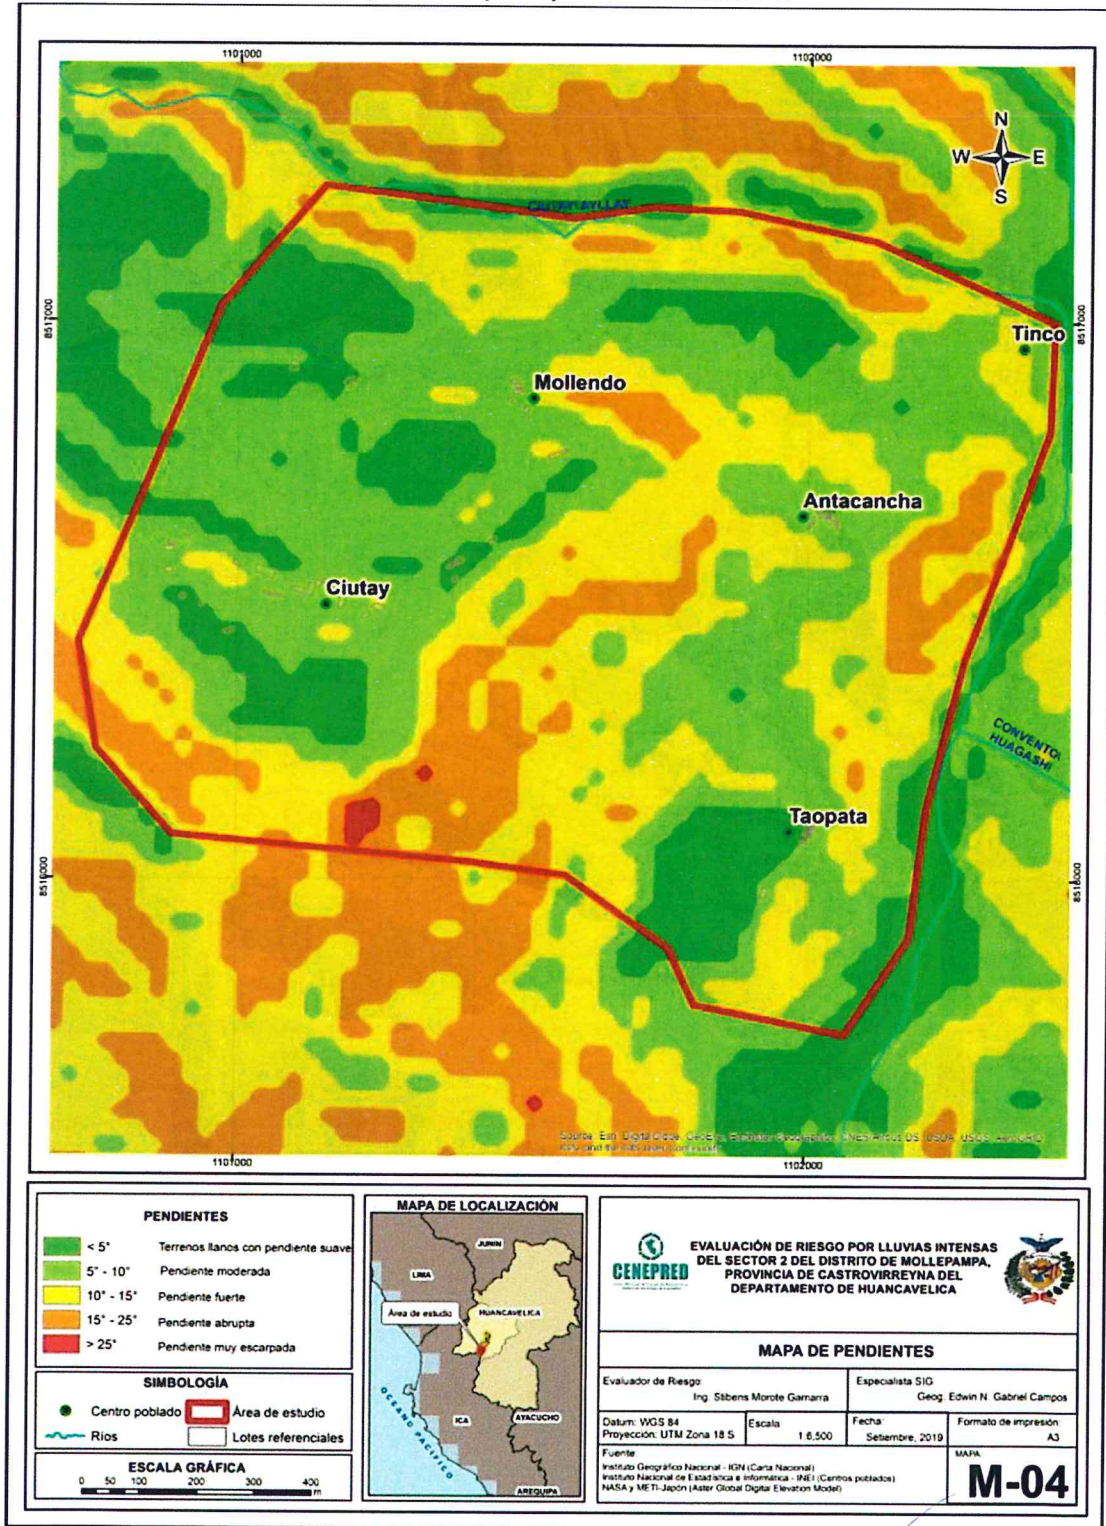 1101000
1102000
N
W E
S
8517000
8517000
Tinco
Mollendo
Antacancha
Ciutay
CONVENTO
HUAGASHI
Taopata
8516000
8516000
1101000
1102000
PENDIENTES
< 5° Terrenos llanos con pendiente suave
5° - 10° Pendiente moderada
10° - 15° Pendiente fuerte
15° - 25° Pendiente abrupta
> 25° Pendiente muy escarpada
SIMBOLOGÍA
Centro poblado Área de estudio
Rios Lotes referenciales
ESCALA GRÁFICA
0 50 100 200 300 400
m
MAPA DE LOCALIZACIÓN
JUNIN
LIMA
Área de estudio
HUANCAVELICA
ICA
AYACUCHO
OCEANO PACÍFICO
AREQUIPA
CENEPRED
EVALUACIÓN DE RIESGO POR LLUVIAS INTENSAS
DEL SECTOR 2 DEL DISTRITO DE MOLLEPAMPA,
PROVINCIA DE CASTROVIRREYNA DEL
DEPARTAMENTO DE HUANCAVELICA
MAPA DE PENDIENTES
Evaluador de Riesgo:
Ing. Stibens Morote Gamarra
Especialista SIG
Geog. Edwin N. Gabriel Campos
Datum: WGS 84
Proyección: UTM Zona 18 S
Escala
1:6,500
Fecha:
Setiembre, 2019
Formato de impresión:
A3
Fuente
Instituto Geográfico Nacional - IGN (Carta Nacional)
Instituto Nacional de Estadística e Informática - INEI (Centros poblados)
NASA y METI-Japón (Aster Global Digital Elevation Model)
MAPA
M-04